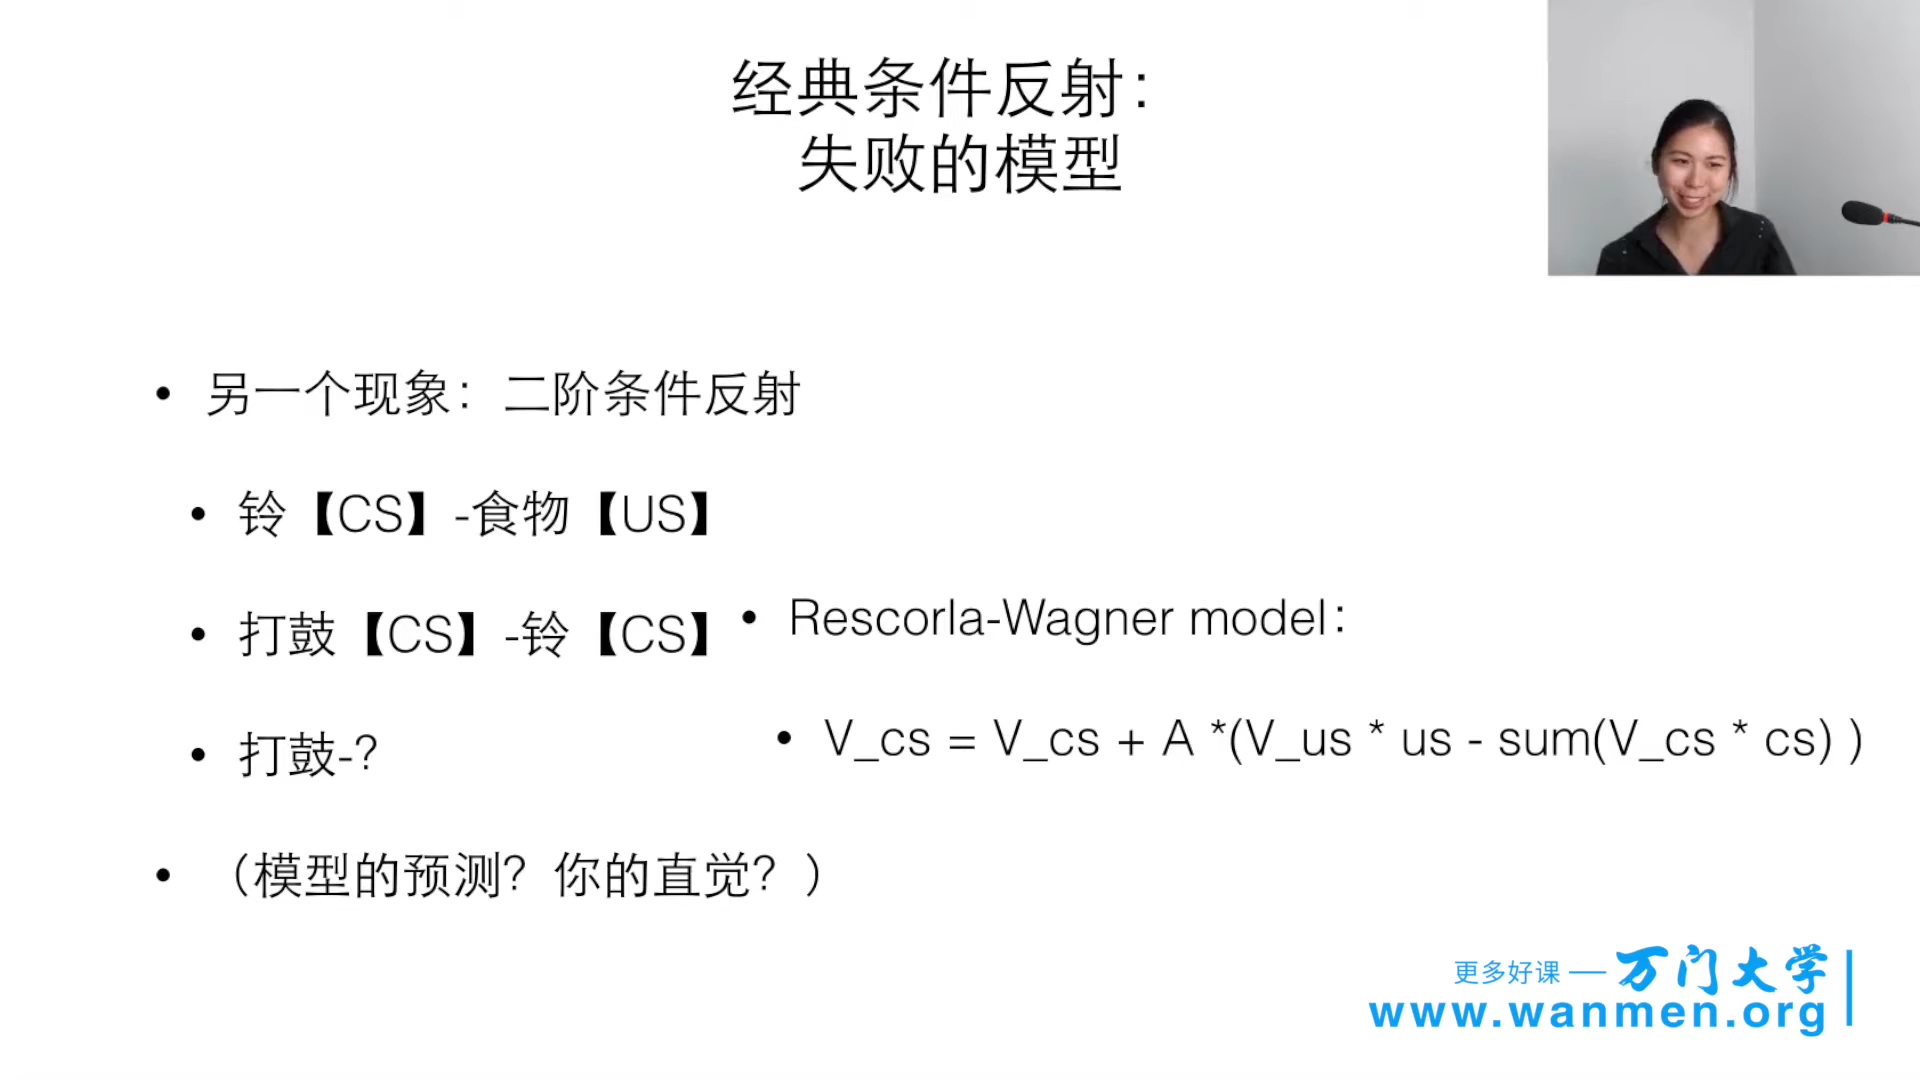 经典条件反射：
失败的模型
• 另一个现象：二阶条件反射
• 铃【CS】-食物【US】
• 打鼓【CS】-铃【CS】
• 打鼓-？
• （模型的预测？你的直觉？）
• Rescorla-Wagner model：
• V_cs = V_cs + A *(V_us * us - sum(V_cs * cs) )
更多好课 — 万门大学
www.wanmen.org